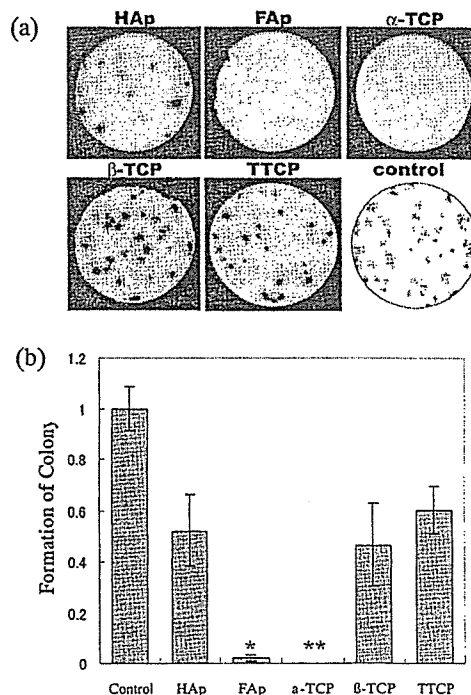 (a)
HAp FAp α-TCP
β-TCP TTCP control
(b)
Formation of Colony
1.2
1
0.8
0.6
0.4
0.2
0
* **
Control HAp FAp a-TCP ß-TCP TTCP